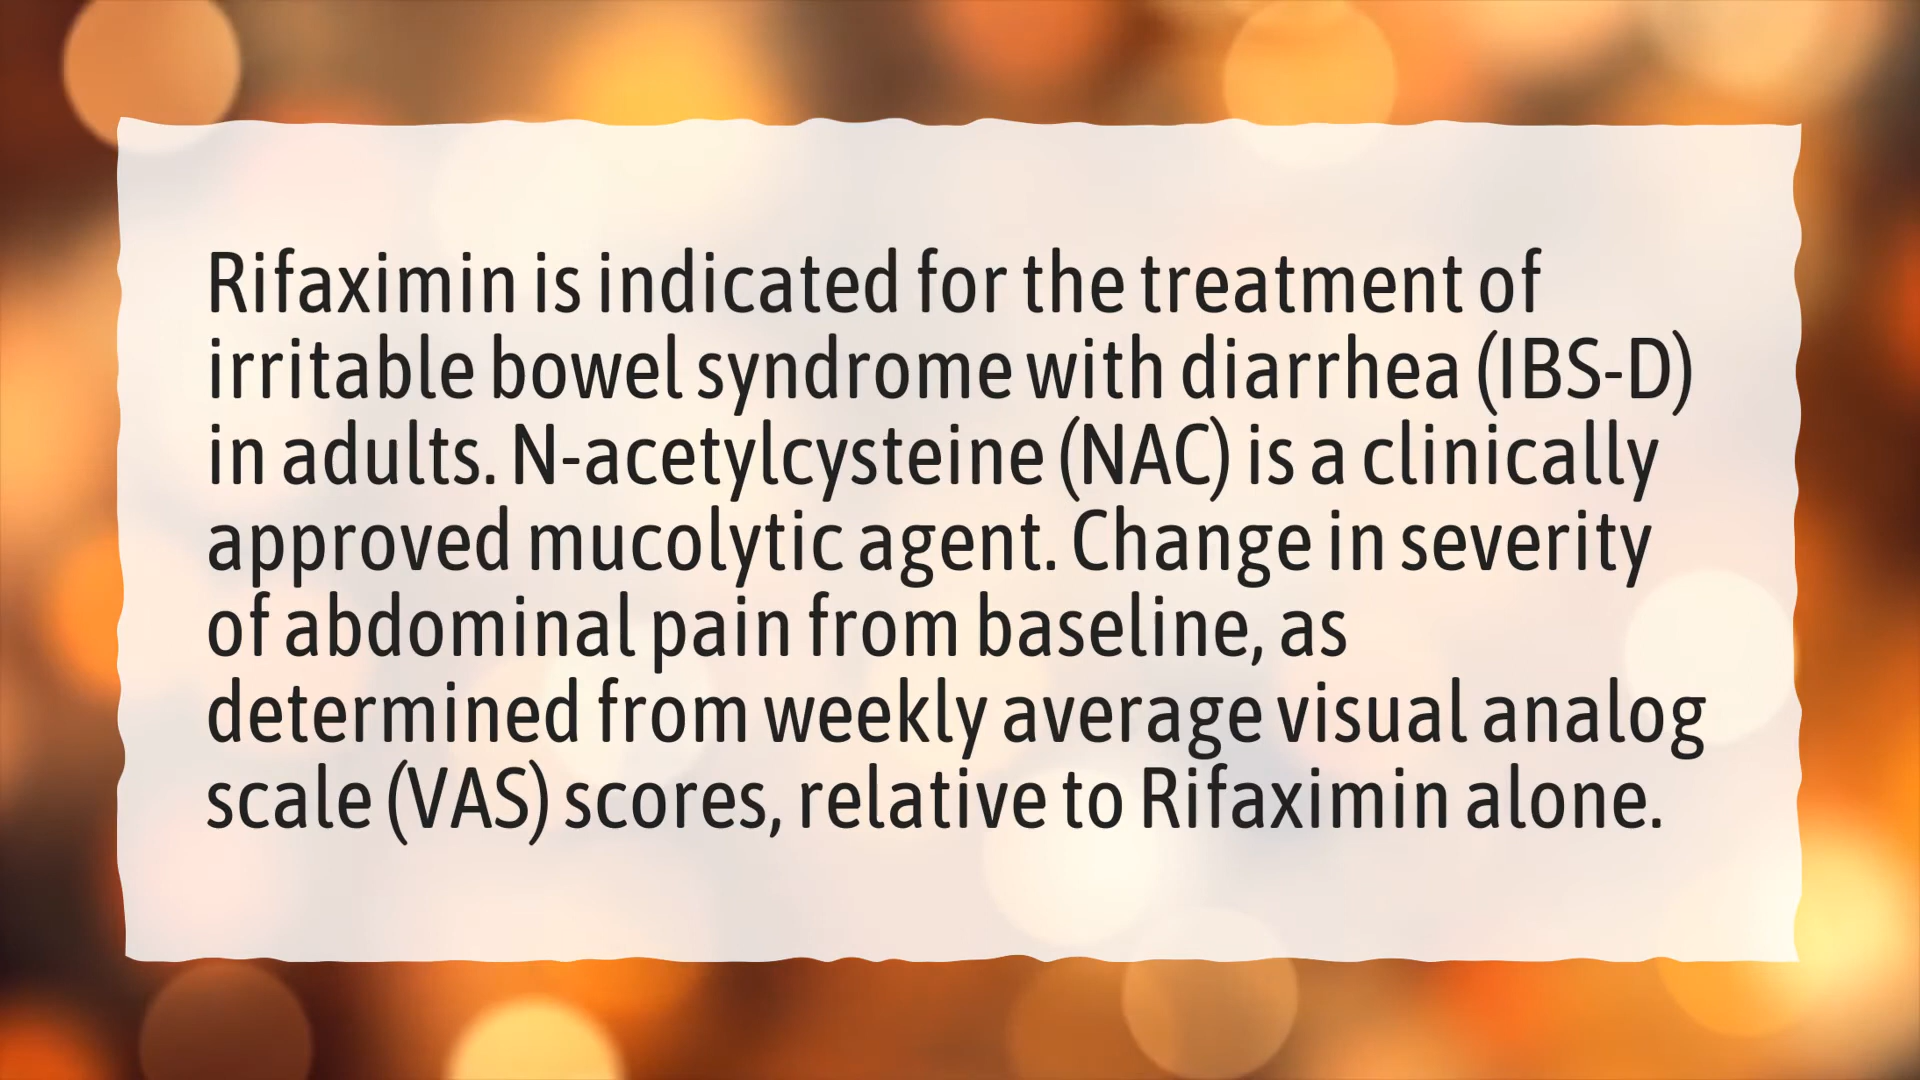 Rifaximin is indicated for the treatment of
irritable bowel syndrome with diarrhea (IBS-D)
in adults. N-acetylcysteine (NAC) is a clinically
approved mucolytic agent. Change in severity
of abdominal pain from baseline, as
determined from weekly average visual analog
scale (VAS) scores, relative to Rifaximin alone.